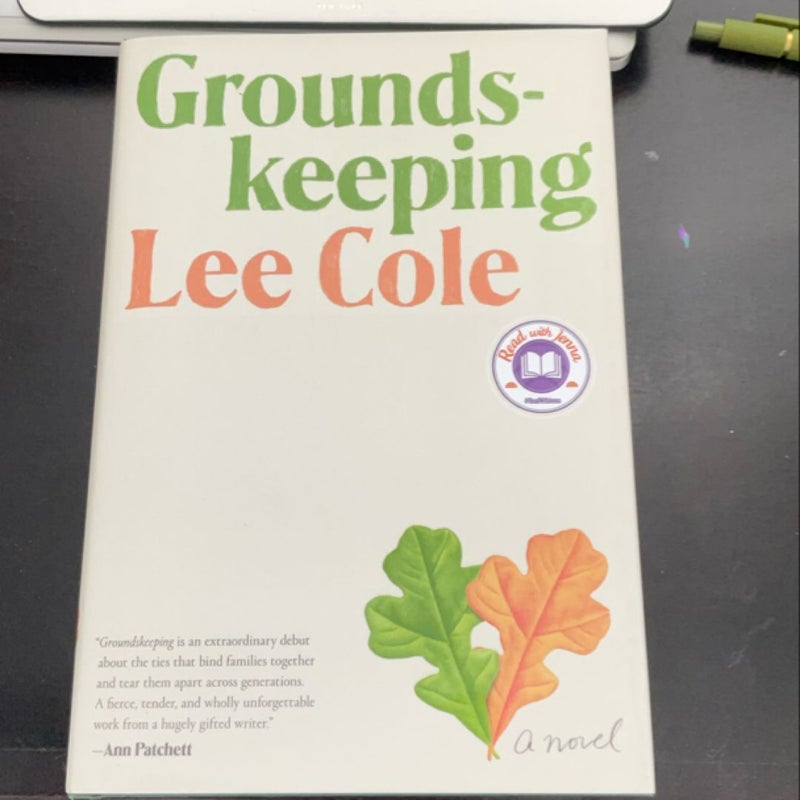 Grounds-
keeping
Lee Cole
Read with Jenna
"Groundskeeping is an extraordinary debut
about the ties that bind families together
and tear them apart across generations.
A fierce, tender, and wholly unforgettable
work from a hugely gifted writer."
—Ann Patchett
a novel